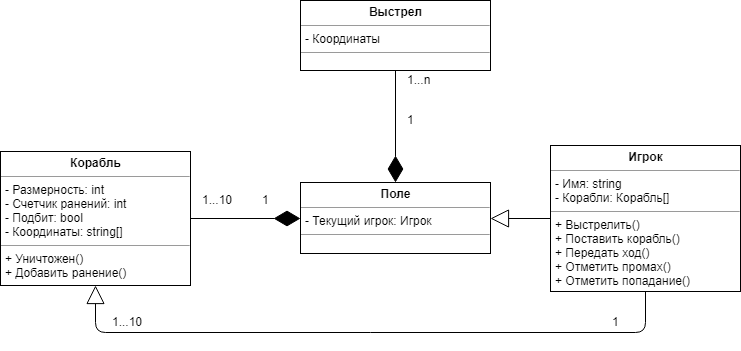 Выстрел
- Координаты
1...n
1
Корабль
- Размерность: int
- Счетчик ранений: int
- Подбит: bool
- Координаты: string[]
+ Уничтожен()
+ Добавить ранение()
1...10
1
Поле
- Текущий игрок: Игрок
Игрок
- Имя: string
- Корабли: Корабль[]
+ Выстрелить()
+ Поставить корабль()
+ Передать ход()
+ Отметить промах()
+ Отметить попадание()
1...10
1